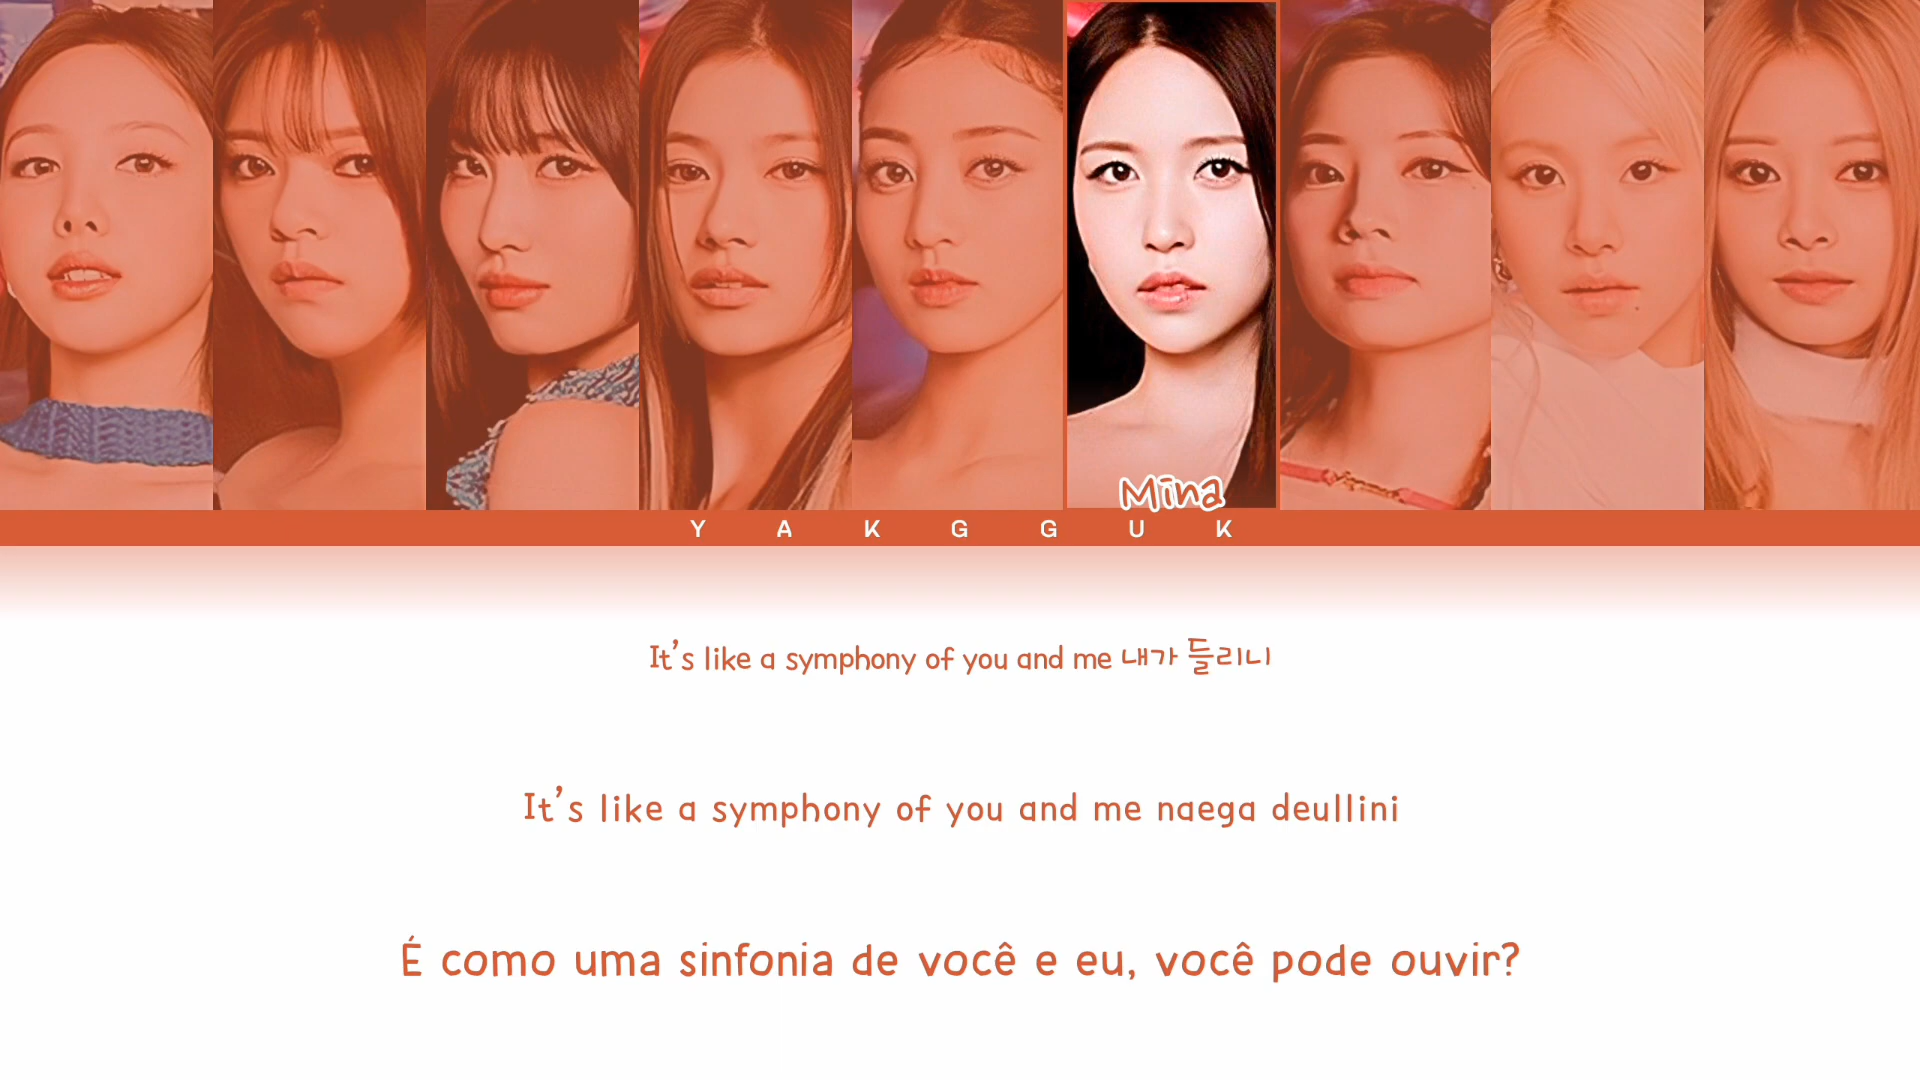 Mina
YAKGGUK
It's like a symphony of you and me 내가 들리니
It's like a symphony of you and me naega deullini
É como uma sinfonia de você e eu, você pode ouvir?